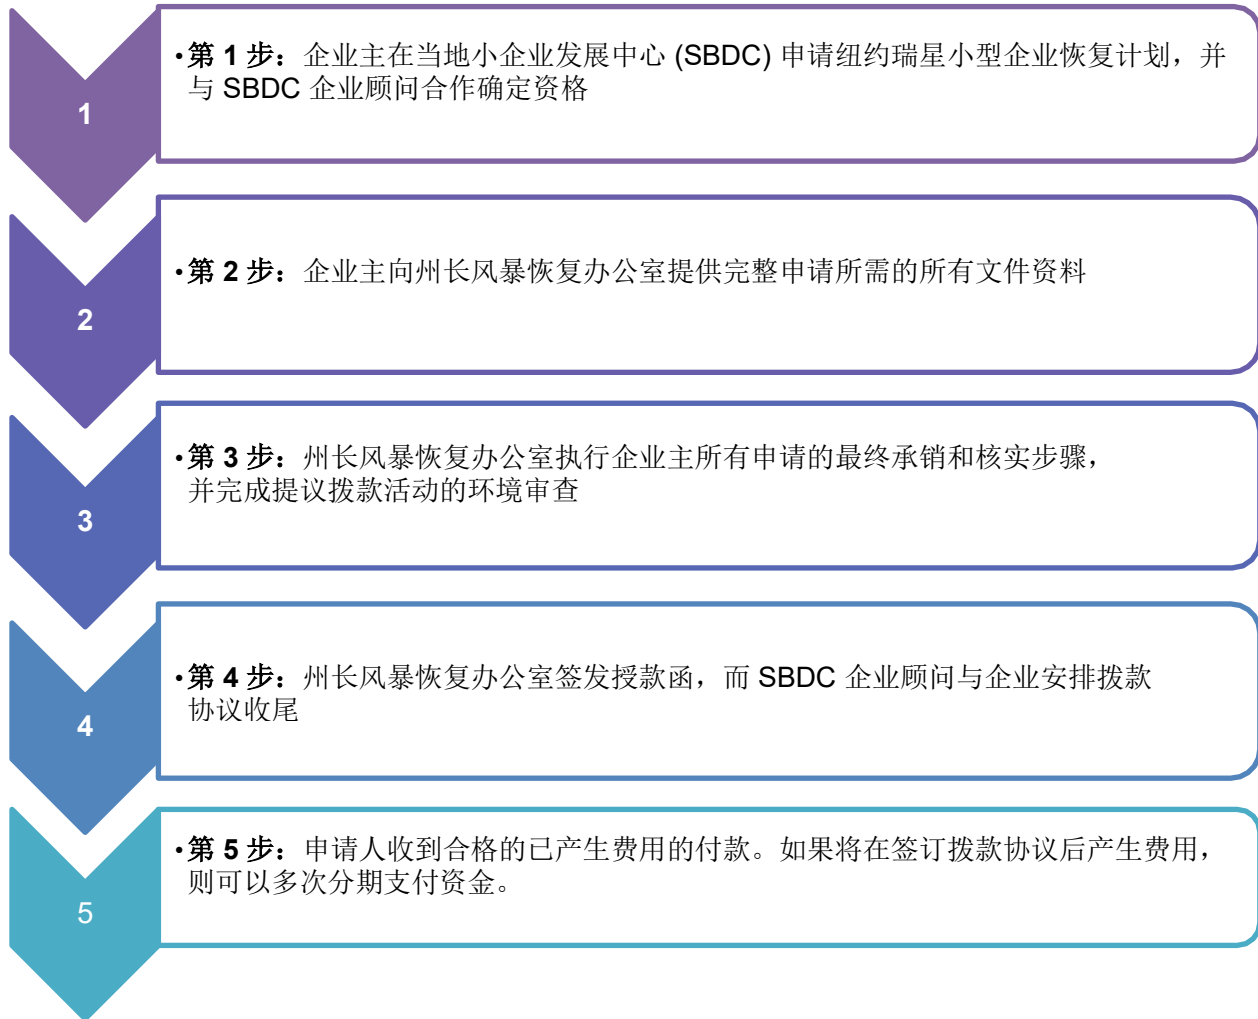 1
•第 1 步：企业主在当地小企业发展中心 (SBDC) 申请纽约瑞星小型企业恢复计划，并
与 SBDC 企业顾问合作确定资格
2
•第 2 步：企业主向州长风暴恢复办公室提供完整申请所需的所有文件资料
3
•第 3 步：州长风暴恢复办公室执行企业主所有申请的最终承销和核实步骤，
并完成提议拨款活动的环境审查
4
•第 4 步：州长风暴恢复办公室签发授款函，而 SBDC 企业顾问与企业安排拨款
协议收尾
5
•第 5 步：申请人收到合格的已产生费用的付款。如果将在签订拨款协议后产生费用，
则可以多次分期支付资金。